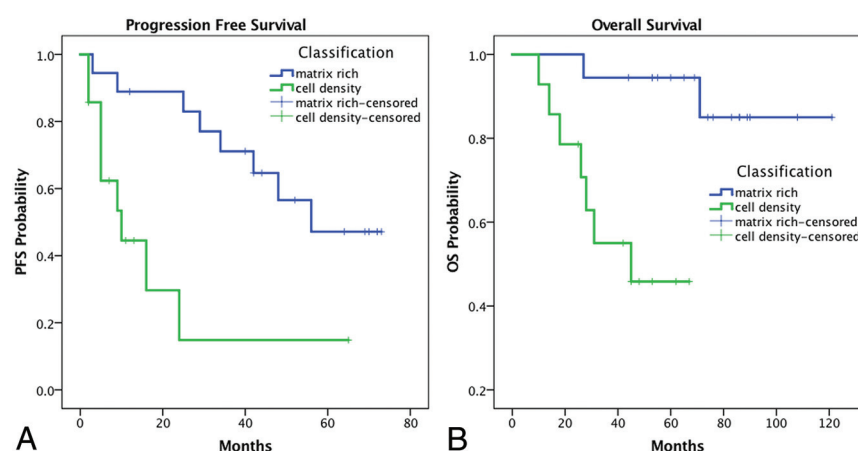 Progression Free Survival
Classification
matrix rich
cell density
matrix rich-censored
cell density-censored
1.0
0.8
0.6
0.4
0.2
0.0
PFS Probability
0 20 40 60 80
Months
A
Overall Survival
1.0
0.8
0.6
0.4
0.2
OS Probability
Classification
matrix rich
cell density
matrix rich-censored
cell density-censored
0 20 40 60 80 100 120
Months
B